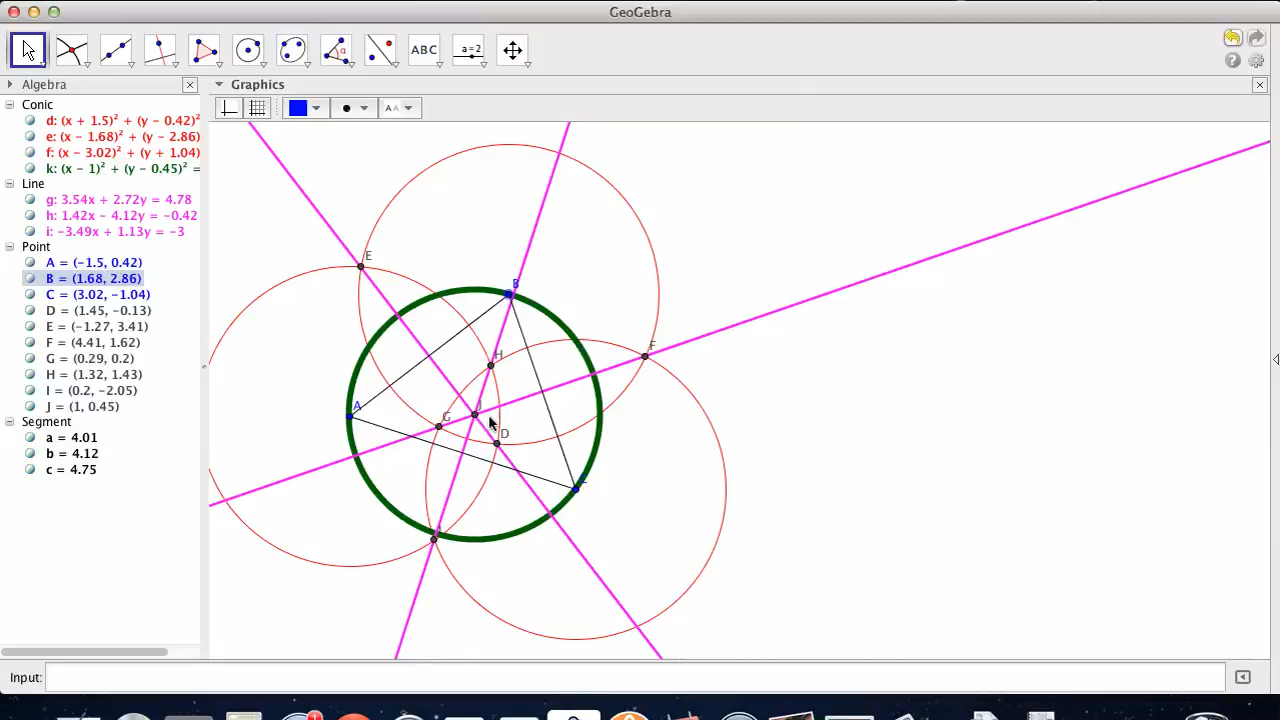 GeoGebra
ABC
a=2
Algebra
Graphics
A A
Conic
d: (x + 1.5)² + (y − 0.42)²
e: (x − 1.68)² + (y − 2.86)
f: (x − 3.02)² + (y + 1.04)
k: (x − 1)² + (y − 0.45)² =
Line
g: 3.54x + 2.72y = 4.78
h: 1.42x − 4.12y = −0.42
i: −3.49x + 1.13y = −3
Point
A = (−1.5, 0.42)
B = (1.68, 2.86)
C = (3.02, −1.04)
D = (1.45, −0.13)
E = (−1.27, 3.41)
F = (4.41, 1.62)
G = (0.29, 0.2)
H = (1.32, 1.43)
I = (0.2, −2.05)
J = (1, 0.45)
Segment
a = 4.01
b = 4.12
c = 4.75
E
B
F
H
A
J
G
D
Input: